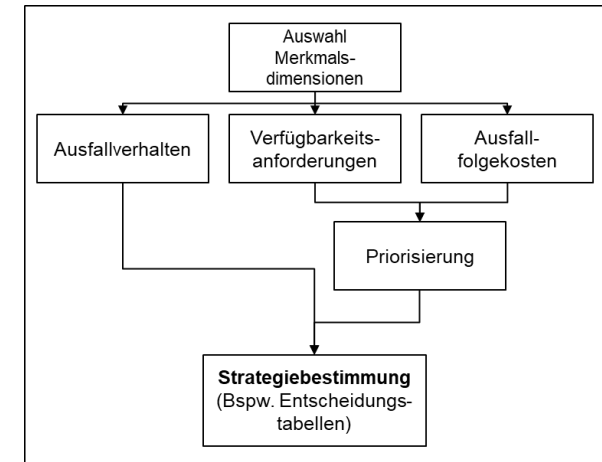 Auswahl
Merkmals-
dimensionen
Ausfallverhalten
Verfügbarkeits-
anforderungen
Ausfall-
folgekosten
Priorisierung
Strategiebestimmung
(Bspw. Entscheidungs-
tabellen)